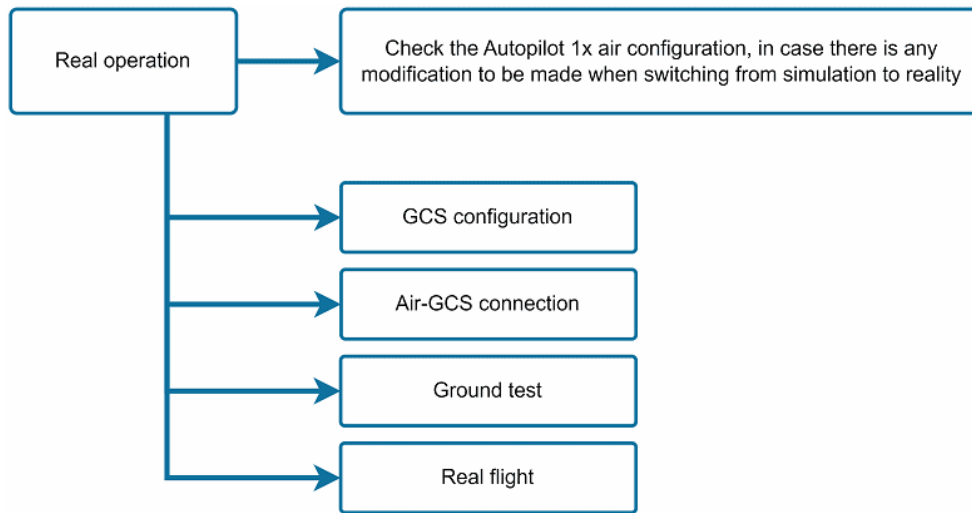 Real operation
Check the Autopilot 1x air configuration, in case there is any
modification to be made when switching from simulation to reality
GCS configuration
Air-GCS connection
Ground test
Real flight